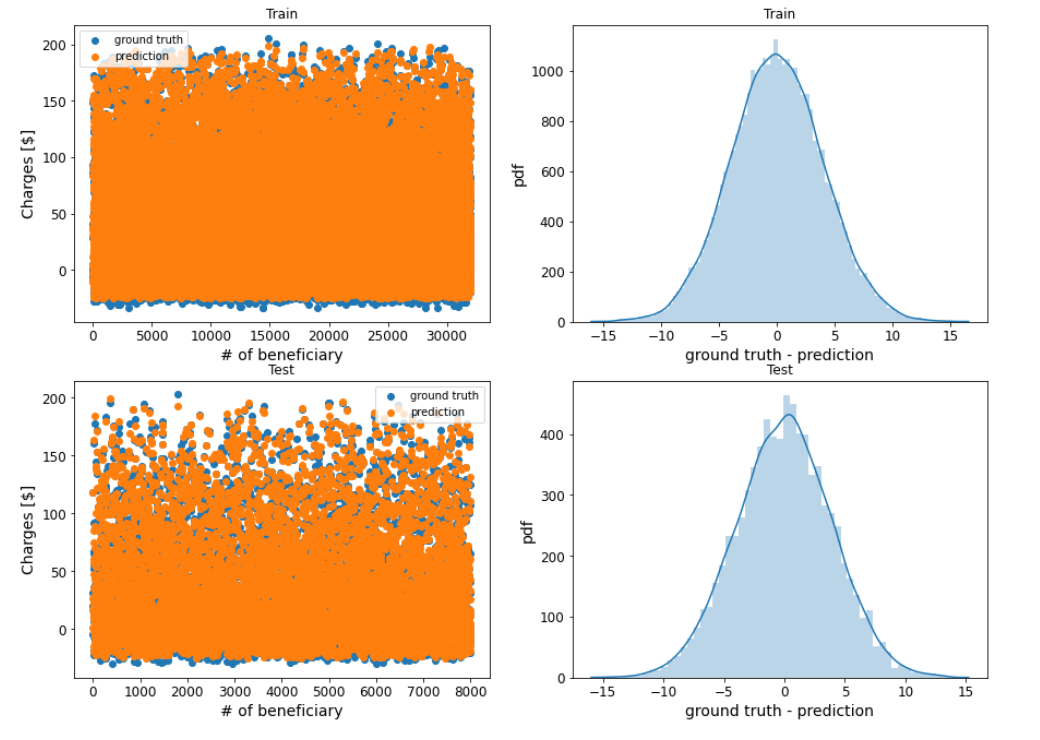 Train
ground truth
prediction
Charges [$]
200
150
100
50
0
0 5000 10000 15000 20000 25000 30000
# of beneficiary
Train
pdf
1000
800
600
400
200
0
−15 −10 −5 0 5 10 15
ground truth - prediction
Test
ground truth
prediction
Charges [$]
200
150
100
50
0
0 1000 2000 3000 4000 5000 6000 7000 8000
# of beneficiary
Test
pdf
400
300
200
100
0
−15 −10 −5 0 5 10 15
ground truth - prediction